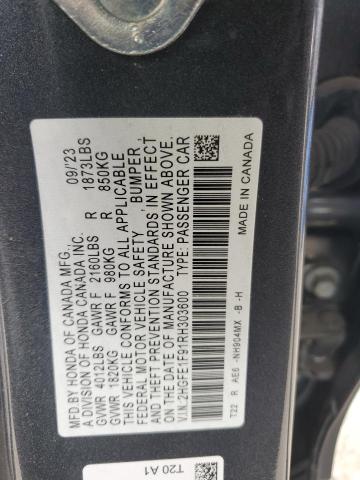 MFD. BY HONDA OF CANADA MFG., 09/23
A DIVISION OF HONDA CANADA INC.
GVWR 4012LBS GAWR F 2160LBS R 1873LBS
GVWR 1820KG GAWR F 980KG R 850KG
THIS VEHICLE CONFORMS TO ALL APPLICABLE
FEDERAL MOTOR VEHICLE SAFETY, BUMPER,
AND THEFT PREVENTION STANDARDS IN EFFECT
ON THE DATE OF MANUFACTURE SHOWN ABOVE.
V.I.N. 2HGFE1F91RH303600 TYPE: PASSENGER CAR
MADE IN CANADA
T22 R AE6 -NH904MX -B -H
T20 A1